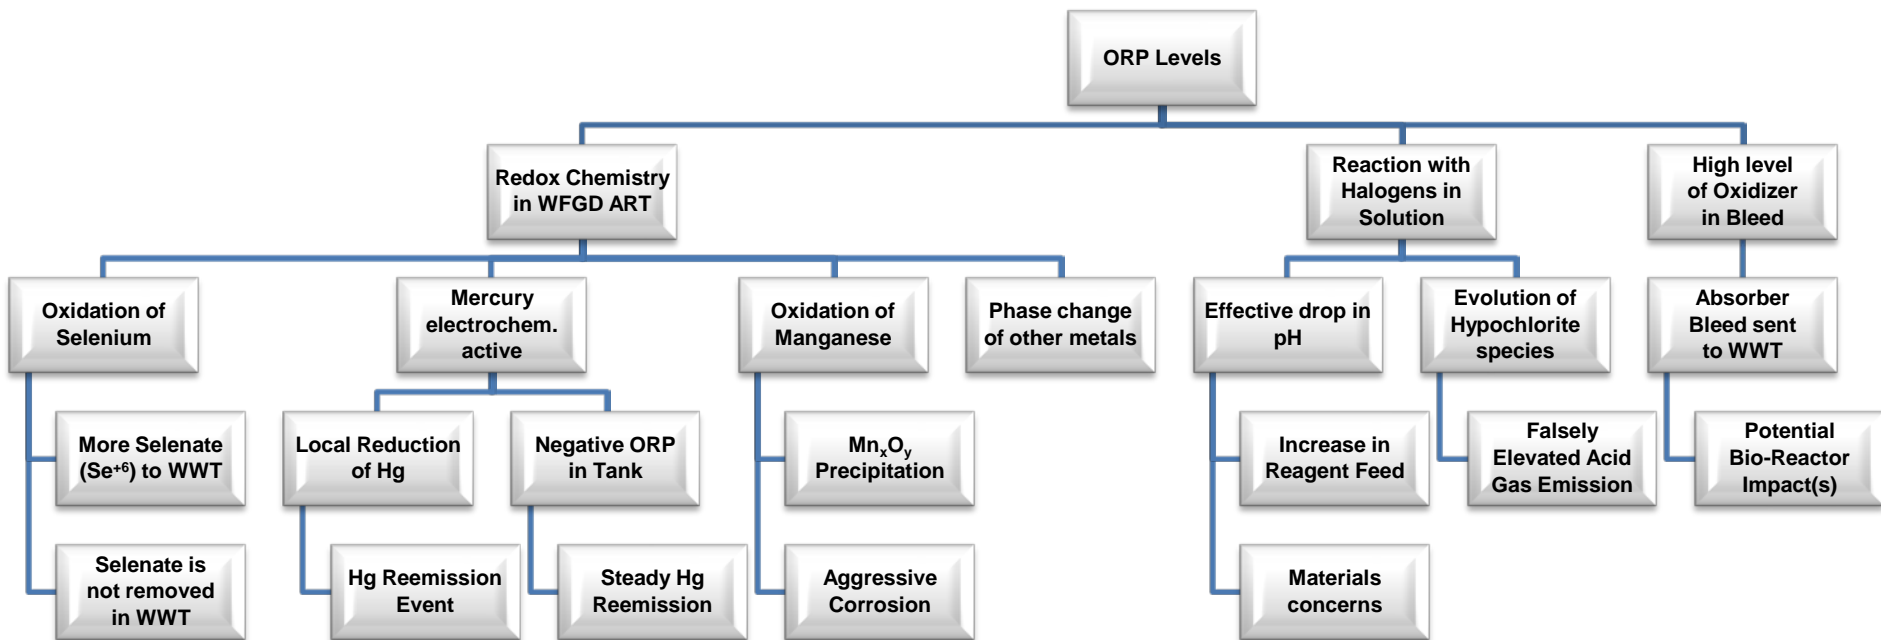 ORP Levels
Redox Chemistry
in WFGD ART
Reaction with
Halogens in
Solution
High level
of Oxidizer
in Bleed
Oxidation of
Selenium
Mercury
electrochem.
active
Oxidation of
Manganese
Phase change
of other metals
Effective drop in
pH
Evolution of
Hypochlorite
species
Absorber
Bleed sent
to WWT
More Selenate
(Se⁺⁶) to WWT
Local Reduction
of Hg
Negative ORP
in Tank
MnₓOᵧ
Precipitation
Increase in
Reagent Feed
Falsely
Elevated Acid
Gas Emission
Potential
Bio-Reactor
Impact(s)
Selenate is
not removed
in WWT
Hg Reemission
Event
Steady Hg
Reemission
Aggressive
Corrosion
Materials
concerns